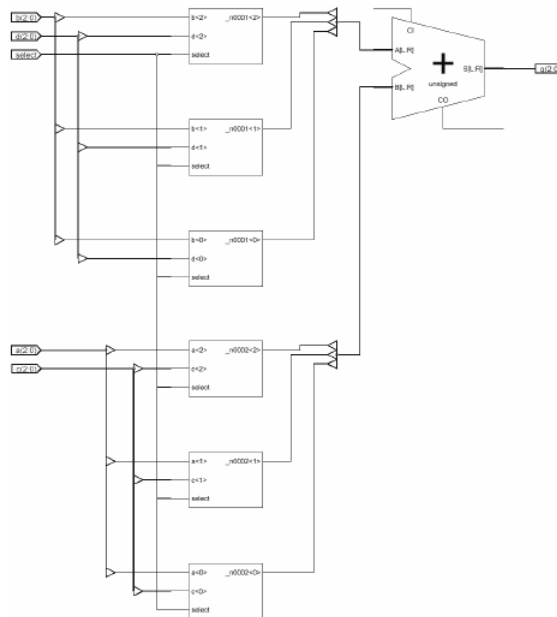 b(2:0)
b<2>
_n0001<2>
d(2:0)
d<2>
select
select
CI
A[L:R]
+
S[L:R]
unsigned
B[L:R]
CO
b<1>
_n0001<1>
d<1>
select
b<0>
_n0001<0>
d<0>
select
a(2:0)
a<2>
_n0002<2>
c(2:0)
c<2>
select
a<1>
_n0002<1>
c<1>
select
a<0>
_n0002<0>
c<0>
select